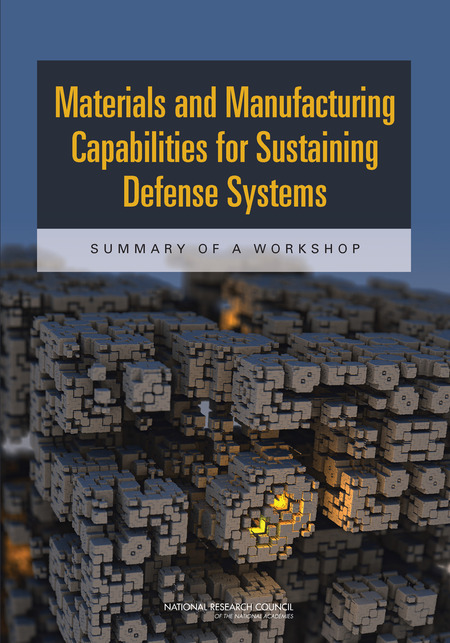 Materials and Manufacturing
Capabilities for Sustaining
Defense Systems
SUMMARY OF A WORKSHOP
NATIONAL RESEARCH COUNCIL
OF THE NATIONAL ACADEMIES